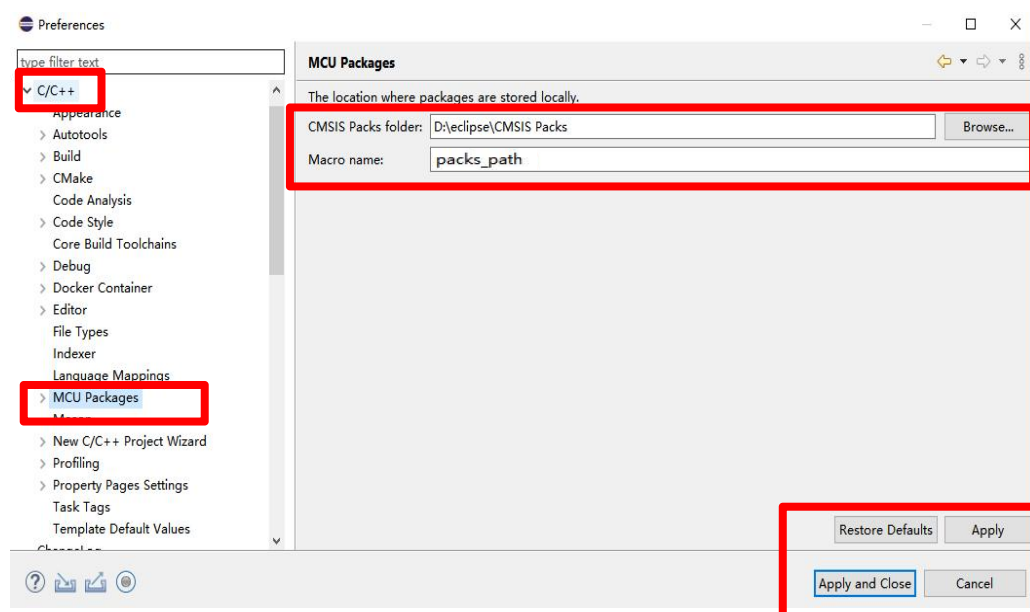 Preferences
type filter text
C/C++
Appearance
Autotools
Build
CMake
Code Analysis
Code Style
Core Build Toolchains
Debug
Docker Container
Editor
File Types
Indexer
Language Mappings
MCU Packages
New C/C++ Project Wizard
Profiling
Property Pages Settings
Task Tags
Template Default Values
ChangeLog
MCU Packages
The location where packages are stored locally.
CMSIS Packs folder: D:\eclipse\CMSIS Packs Browse...
Macro name: packs_path
Restore Defaults Apply
Apply and Close Cancel